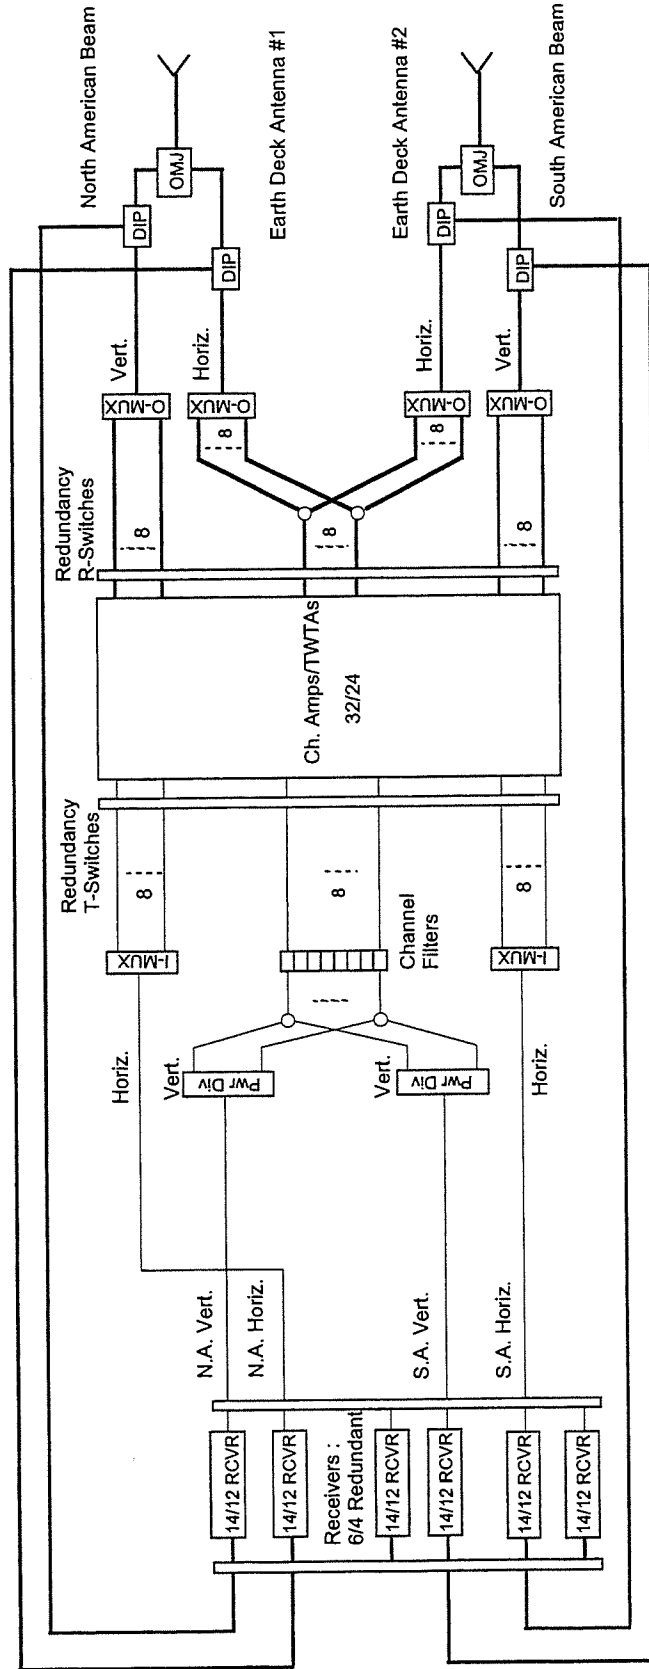 North American Beam
OMJ
DIP
DIP
Earth Deck Antenna #1
Earth Deck Antenna #2
DIP
OMJ
DIP
South American Beam
Vert.
Horiz.
Horiz.
Vert.
O-MUX
O-MUX
O-MUX
O-MUX
8
8
8
8
8
Redundancy
R-Switches
Ch. Amps/TWTAs
32/24
Redundancy
T-Switches
8
8
8
I-MUX
Channel
Filters
I-MUX
Horiz.
Vert.
Pwr Div
Vert.
Pwr Div
Horiz.
N.A. Vert.
N.A. Horiz.
S.A. Vert.
S.A. Horiz.
14/12 RCVR
14/12 RCVR
Receivers :
6/4 Redundant
14/12 RCVR
14/12 RCVR
14/12 RCVR
14/12 RCVR